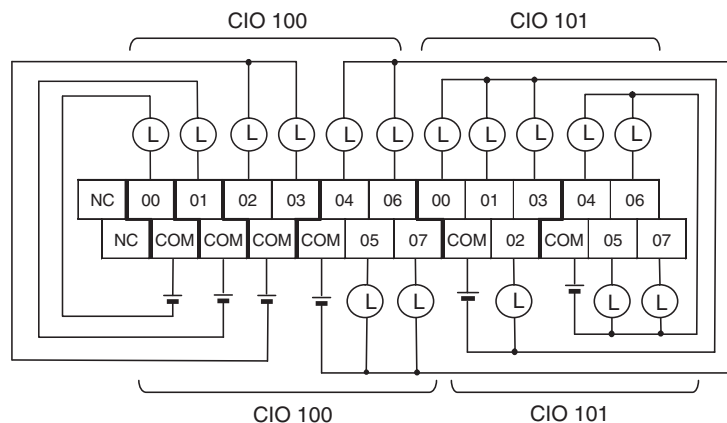 CIO 100 CIO 101
L L L L L L L L L L L
NC 00 01 02 03 04 06 00 01 03 04 06
NC COM COM COM COM 05 07 COM 02 COM 05 07
L L L L L
CIO 100 CIO 101